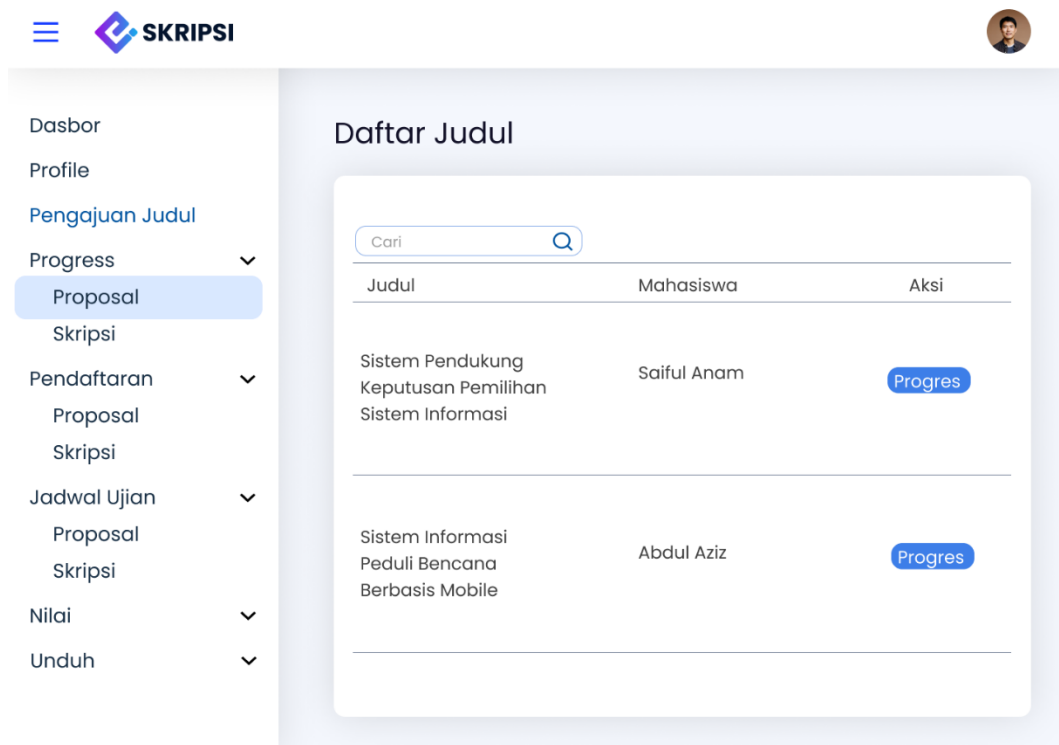 SKRIPSI
Dasbor
Profile
Pengajuan Judul
Progress
Proposal
Skripsi
Pendaftaran
Proposal
Skripsi
Jadwal Ujian
Proposal
Skripsi
Nilai
Unduh
Daftar Judul
Cari
Judul Mahasiswa Aksi
Sistem Pendukung
Keputusan Pemilihan
Sistem Informasi
Saiful Anam
Progres
Sistem Informasi
Peduli Bencana
Berbasis Mobile
Abdul Aziz
Progres